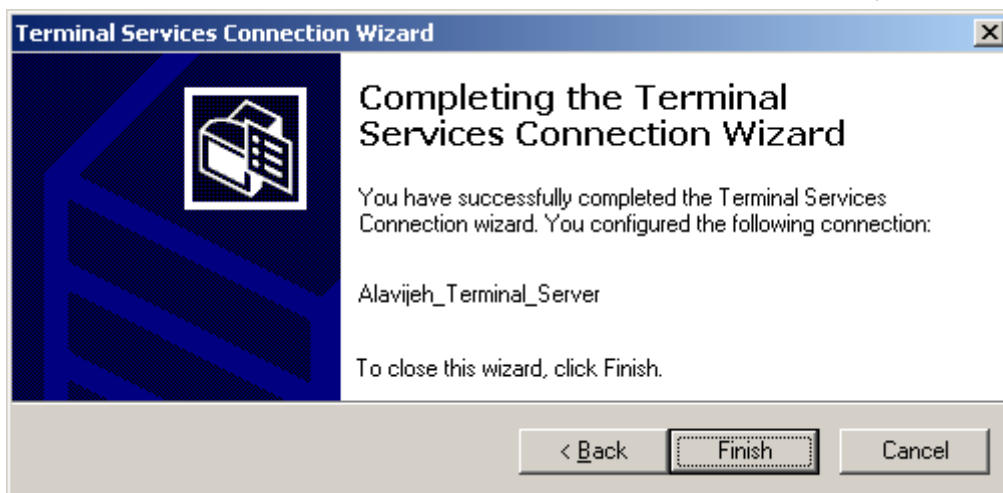 Terminal Services Connection Wizard
Completing the Terminal
Services Connection Wizard
You have successfully completed the Terminal Services
Connection wizard. You configured the following connection:
Alavijeh_Terminal_Server
To close this wizard, click Finish.
< Back
Finish
Cancel